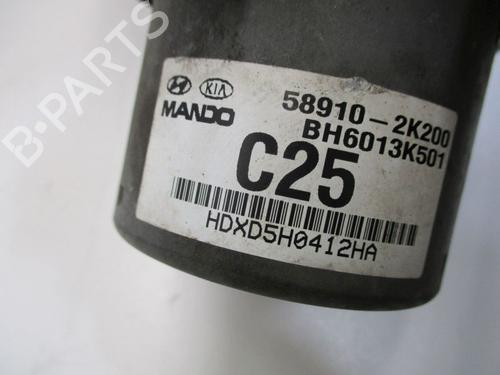 B-PARTS
KIA
MANDO
58910-2K200
BH6013K501
C25
HDXD5H0412HA